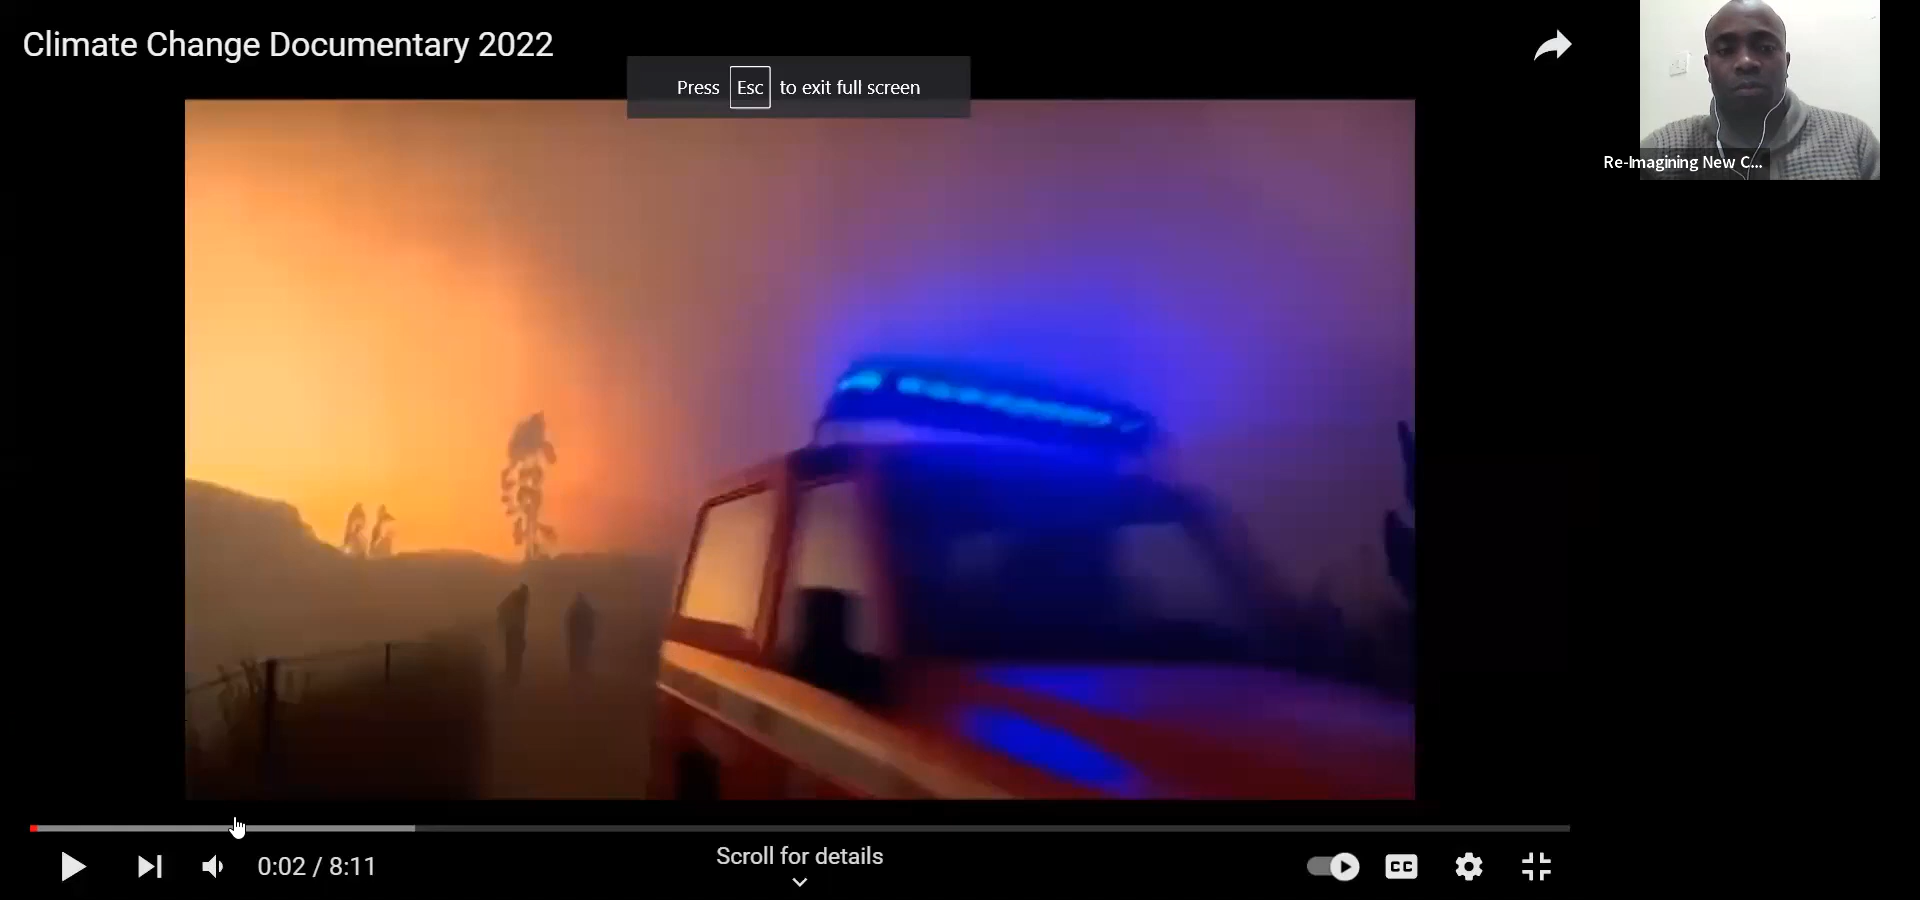 Climate Change Documentary 2022
Press Esc to exit full screen
Re-Imagining New C...
0:02 / 8:11
Scroll for details
CC